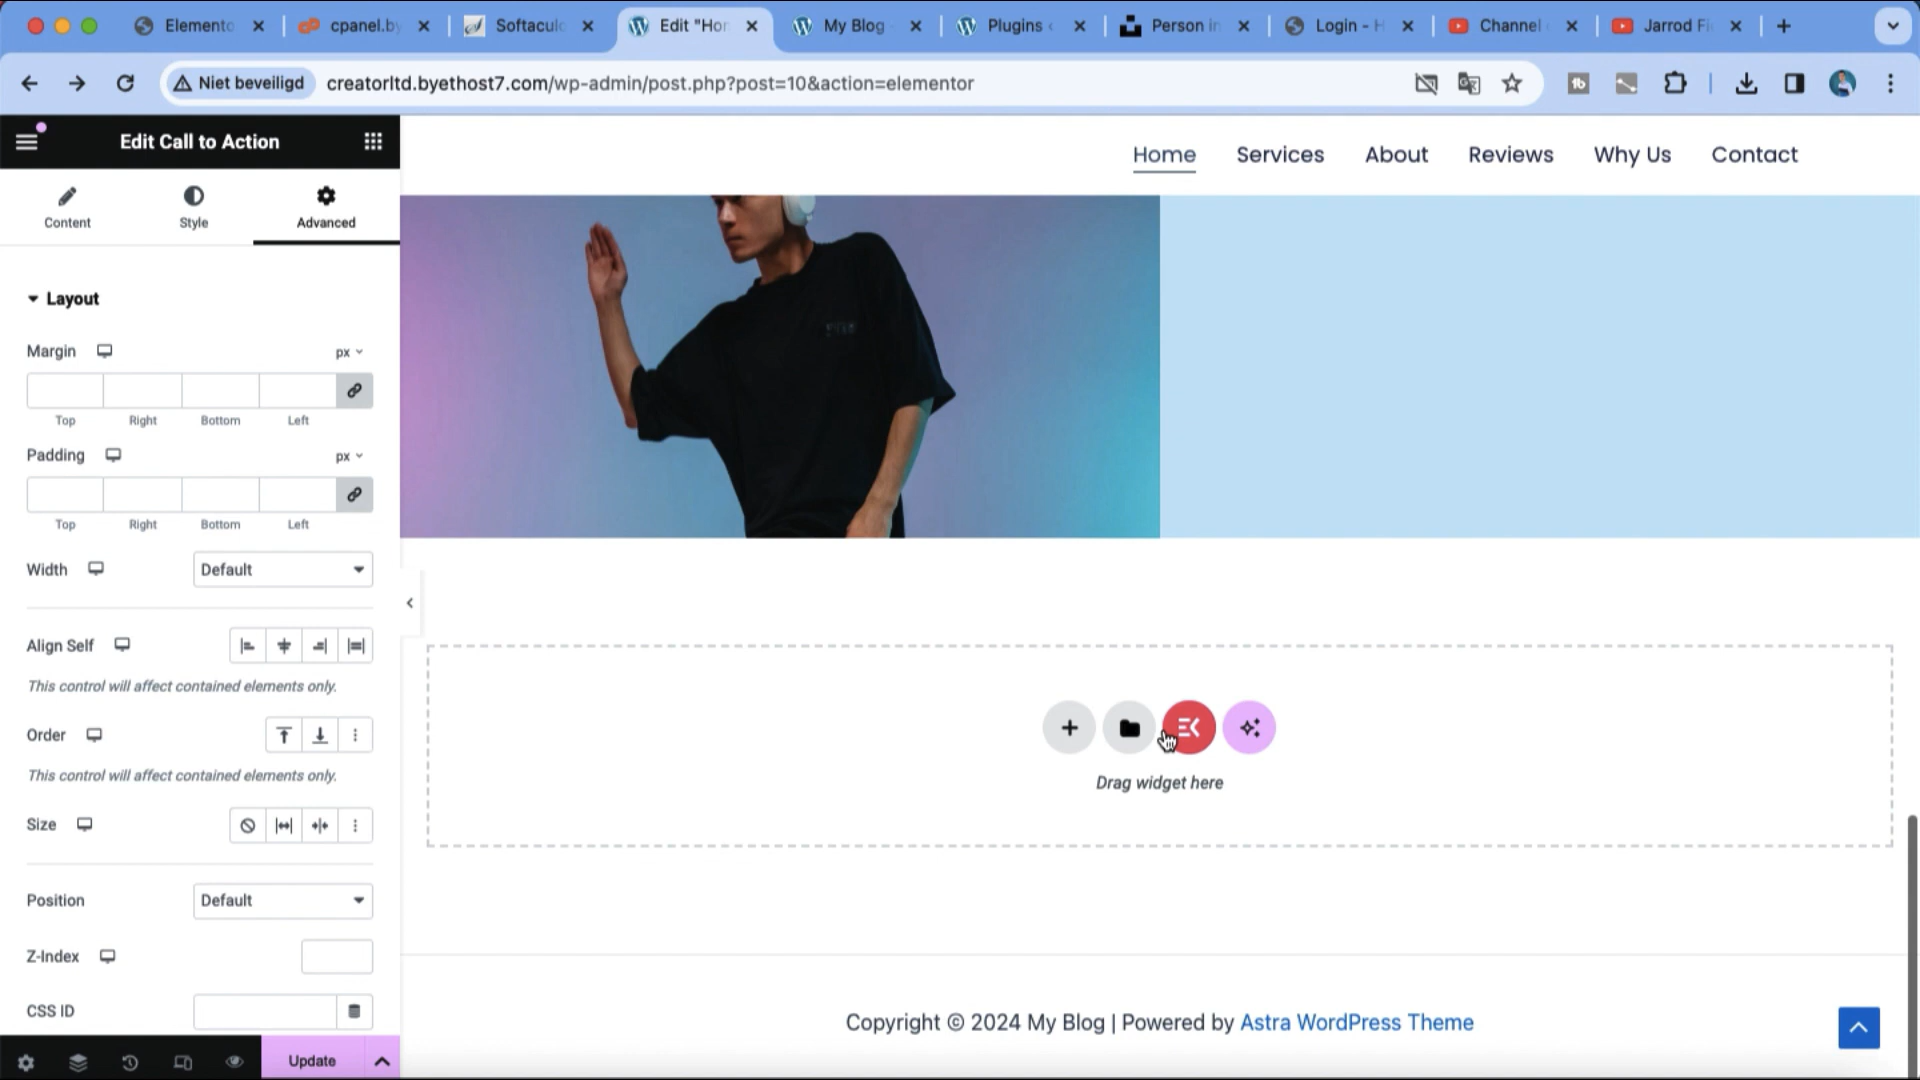 Elemento
cpanel.by
Softacul
Edit "Hor
My Blog
Plugins
Person in
Login - H
Channel
Jarrod Fi
Niet beveiligd
creatorltd.byethost7.com/wp-admin/post.php?post=10&action=elementor
Edit Call to Action
Content
Style
Advanced
Home
Services
About
Reviews
Why Us
Contact
Layout
Margin
px
Top
Right
Bottom
Left
Padding
px
Top
Right
Bottom
Left
Width
Default
Align Self
This control will affect contained elements only.
Order
This control will affect contained elements only.
Size
Position
Default
Z-Index
CSS ID
Update
Drag widget here
Copyright © 2024 My Blog | Powered by Astra WordPress Theme